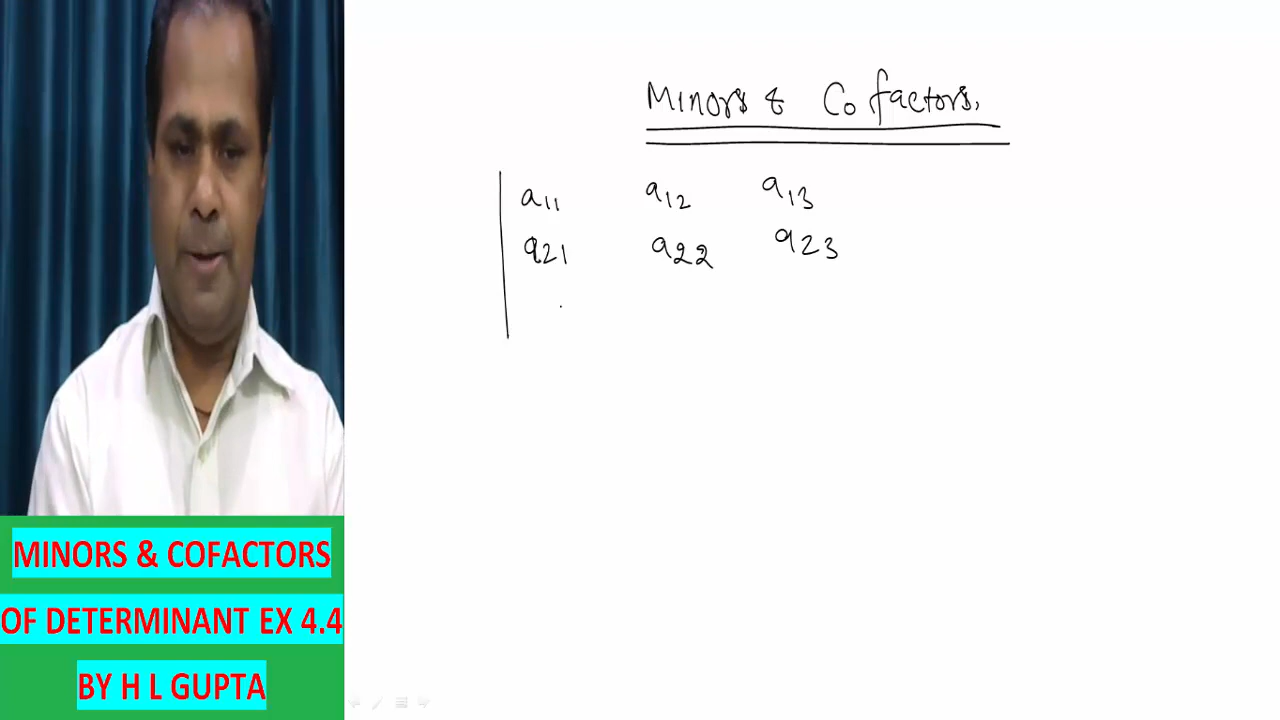 Minors & Cofactors.
a11 a12 a13
a21 a22 a23
MINORS & COFACTORS
OF DETERMINANT EX 4.4
BY H L GUPTA